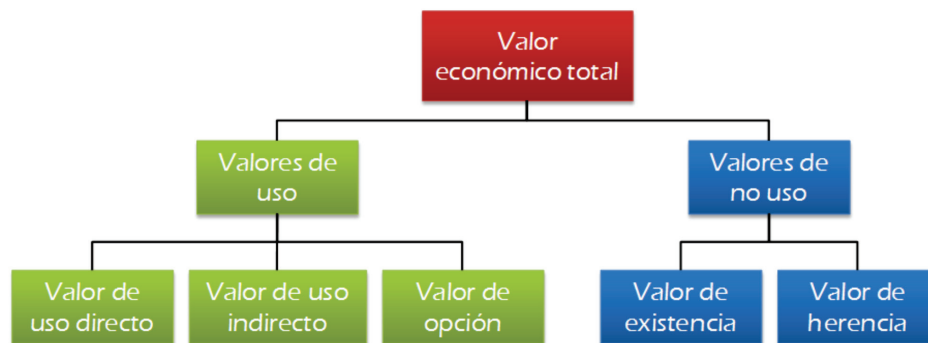 Valor
económico total
Valores de
uso
Valores de
no uso
Valor de
uso directo
Valor de uso
indirecto
Valor de
opción
Valor de
existencia
Valor de
herencia